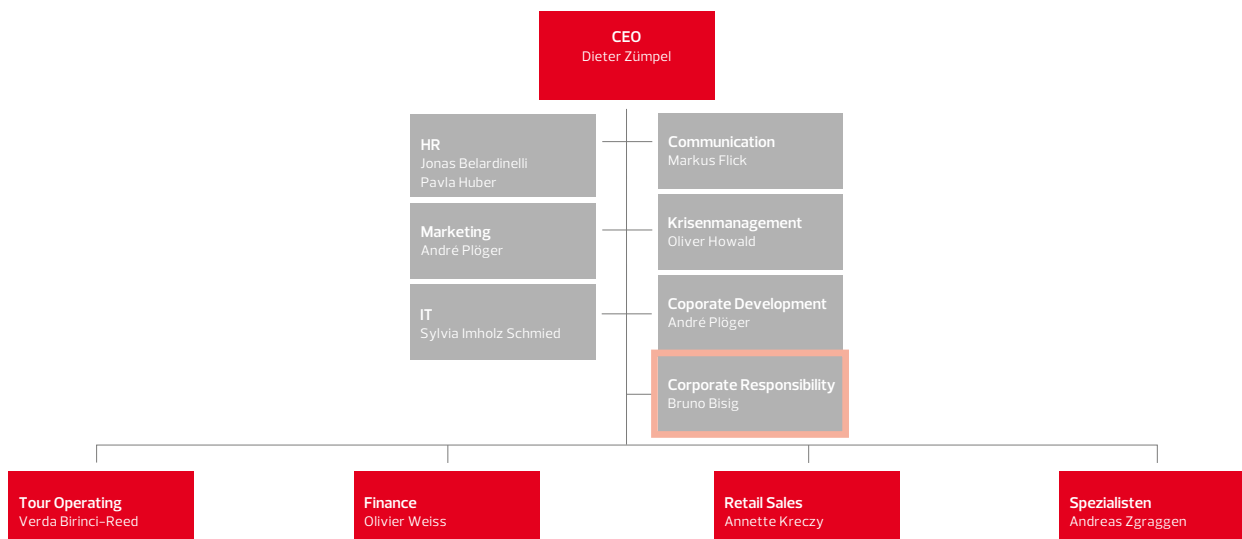 CEO
Dieter Zümpel
HR
Jonas Belardinelli
Pavla Huber
Communication
Markus Flick
Marketing
André Plöger
Krisenmanagement
Oliver Howald
IT
Sylvia Imholz Schmied
Coporate Development
André Plöger
Corporate Responsibility
Bruno Bisig
Tour Operating
Verda Birinci-Reed
Finance
Olivier Weiss
Retail Sales
Annette Kreczy
Spezialisten
Andreas Zgraggen